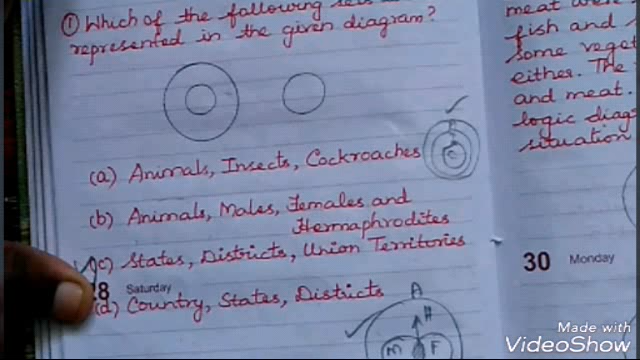 ① Which of the following
represented in the given diagram?
(a) Animals, Insects, Cockroaches
(b) Animals, Males, Females and
Hermaphrodites
(c) States, Districts, Union Territories
(d) Country, States, Districts
28 Saturday
A
H
M F
meat were
fish and
some veget
either. The
and meat.
logic diag
situation
30 Monday
Made with
VideoShow